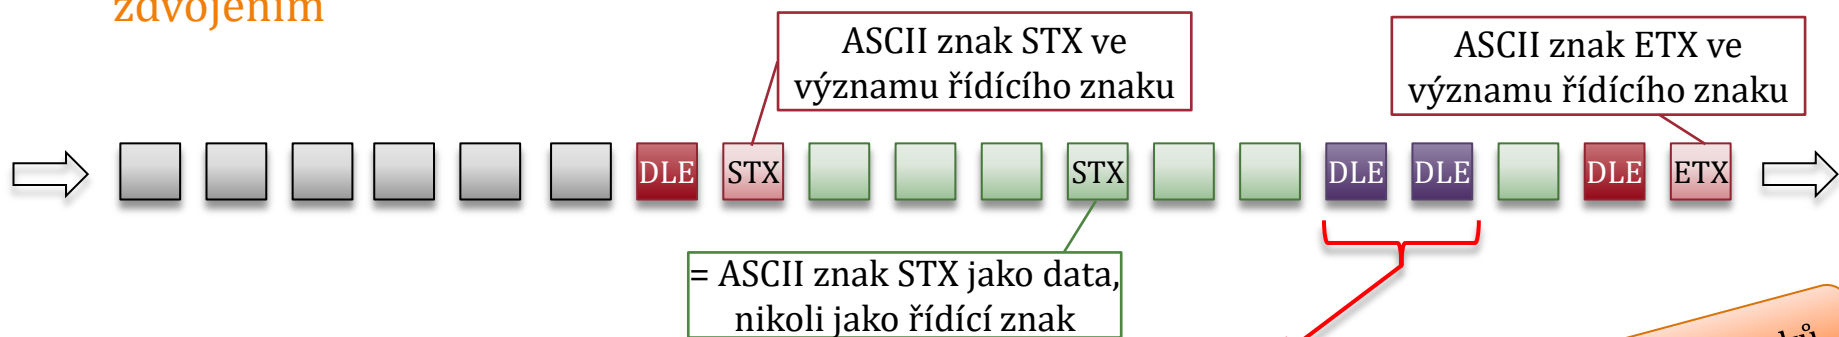 zdvojením
ASCII znak STX ve
významu řídícího znaku
ASCII znak ETX ve
významu řídícího znaku
DLE STX STX DLE DLE DLE ETX
= ASCII znak STX jako data,
nikoli jako řídící znak